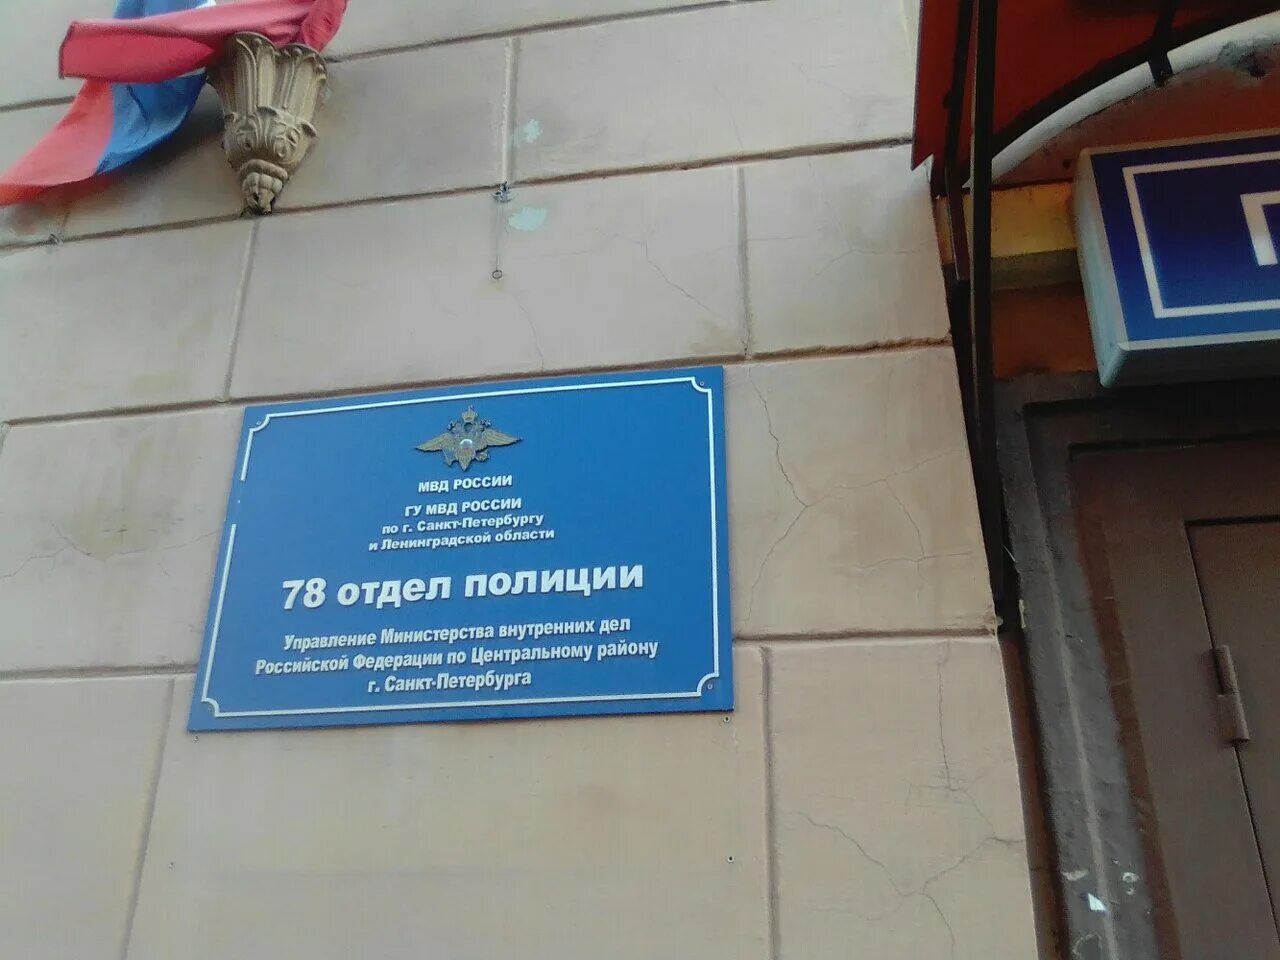 МВД РОССИИ
ГУ МВД РОССИИ
по г. Санкт-Петербургу
и Ленинградской области
78 отдел полиции
Управление Министерства внутренних дел
Российской Федерации по Центральному району
г. Санкт-Петербурга